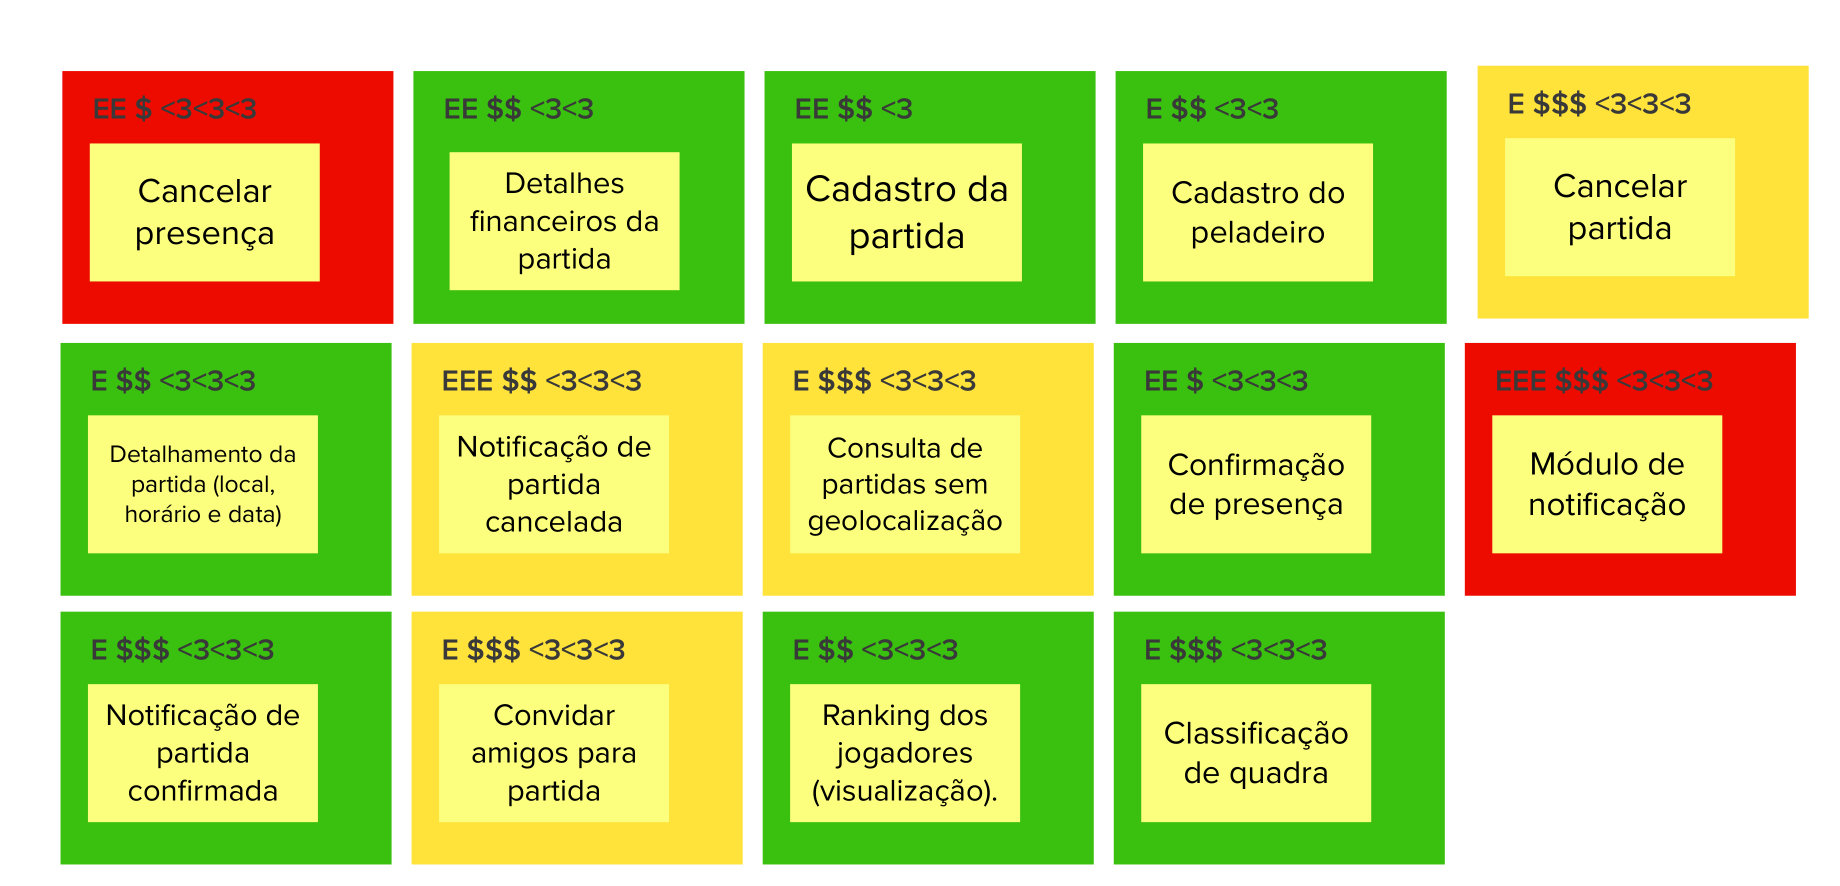 EE $ <3<3<3
Cancelar
presença
EE $$ <3<3
Detalhes
financeiros da
partida
EE $$ <3
Cadastro da
partida
E $$ <3<3
Cadastro do
peladeiro
E $$$ <3<3<3
Cancelar
partida
E $$ <3<3<3
Detalhamento da
partida (local,
horário e data)
EEE $$ <3<3<3
Notificação de
partida
cancelada
E $$$ <3<3<3
Consulta de
partidas sem
geolocalização
EE $ <3<3<3
Confirmação
de presença
EEE $$$ <3<3<3
Módulo de
notificação
E $$$ <3<3<3
Notificação de
partida
confirmada
E $$$ <3<3<3
Convidar
amigos para
partida
E $$ <3<3<3
Ranking dos
jogadores
(visualização).
E $$$ <3<3<3
Classificação
de quadra